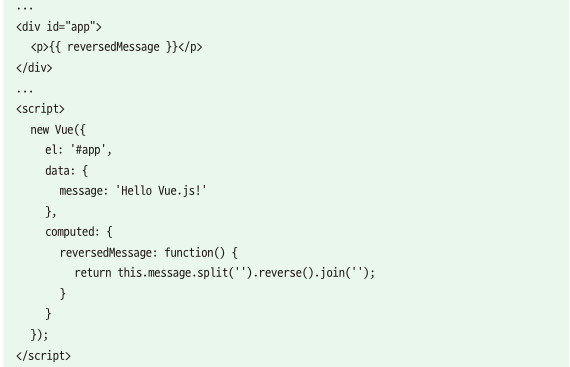 ...
<div id="app">
  <p>{{ reversedMessage }}</p>
</div>
...
<script>
  new Vue({
    el: '#app',
    data: {
      message: 'Hello Vue.js!'
    },
    computed: {
      reversedMessage: function() {
        return this.message.split('').reverse().join('');
      }
    }
  });
</script>